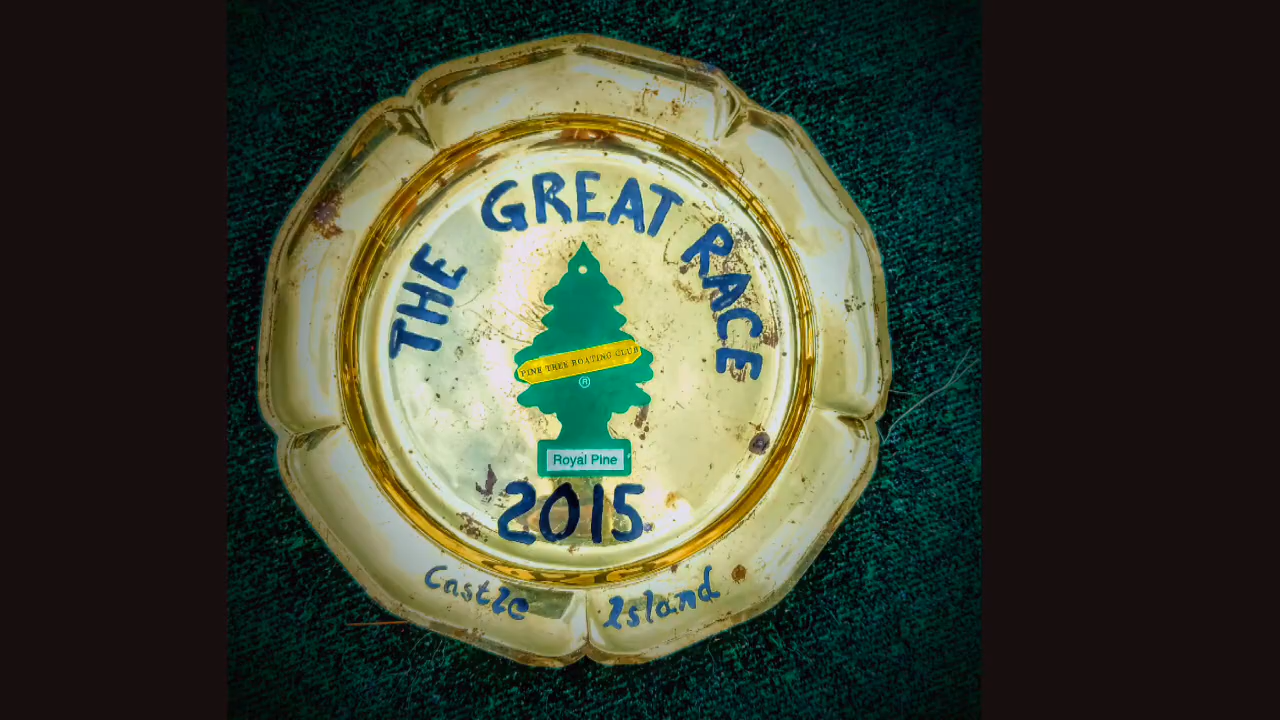 THE GREAT RACE
PINE TREE BOATING CLUB
®
Royal Pine
2015
Castle Island